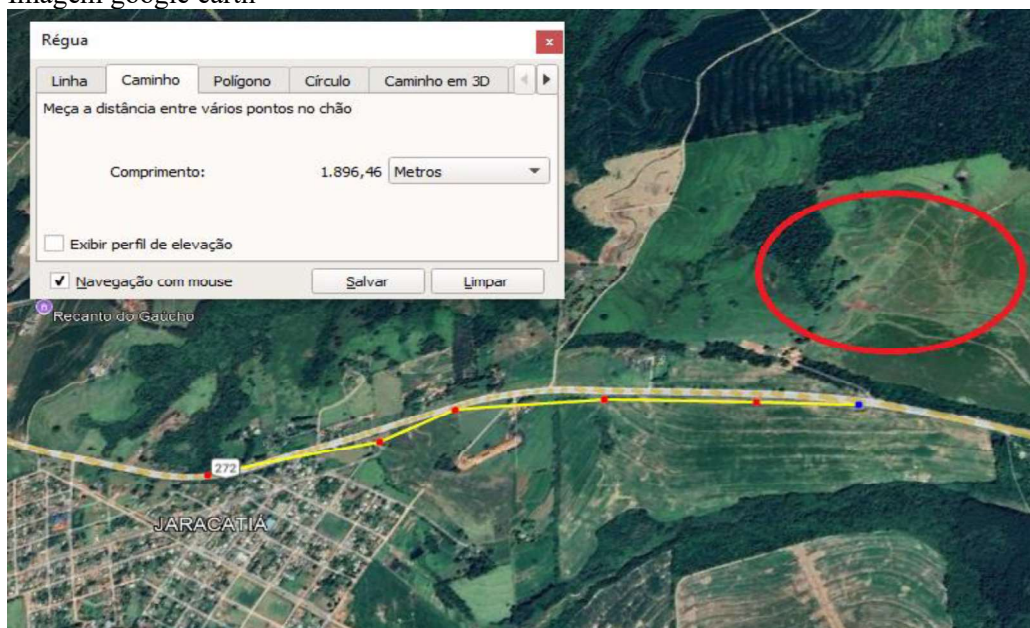 Imagem google earth
Régua
Linha Caminho Polígono Círculo Caminho em 3D
Meça a distância entre vários pontos no chão
Comprimento: 1.896,46 Metros
Exibir perfil de elevação
Navegação com mouse Salvar Limpar
Recanto do Gaúcho
272
JARACATIÁ